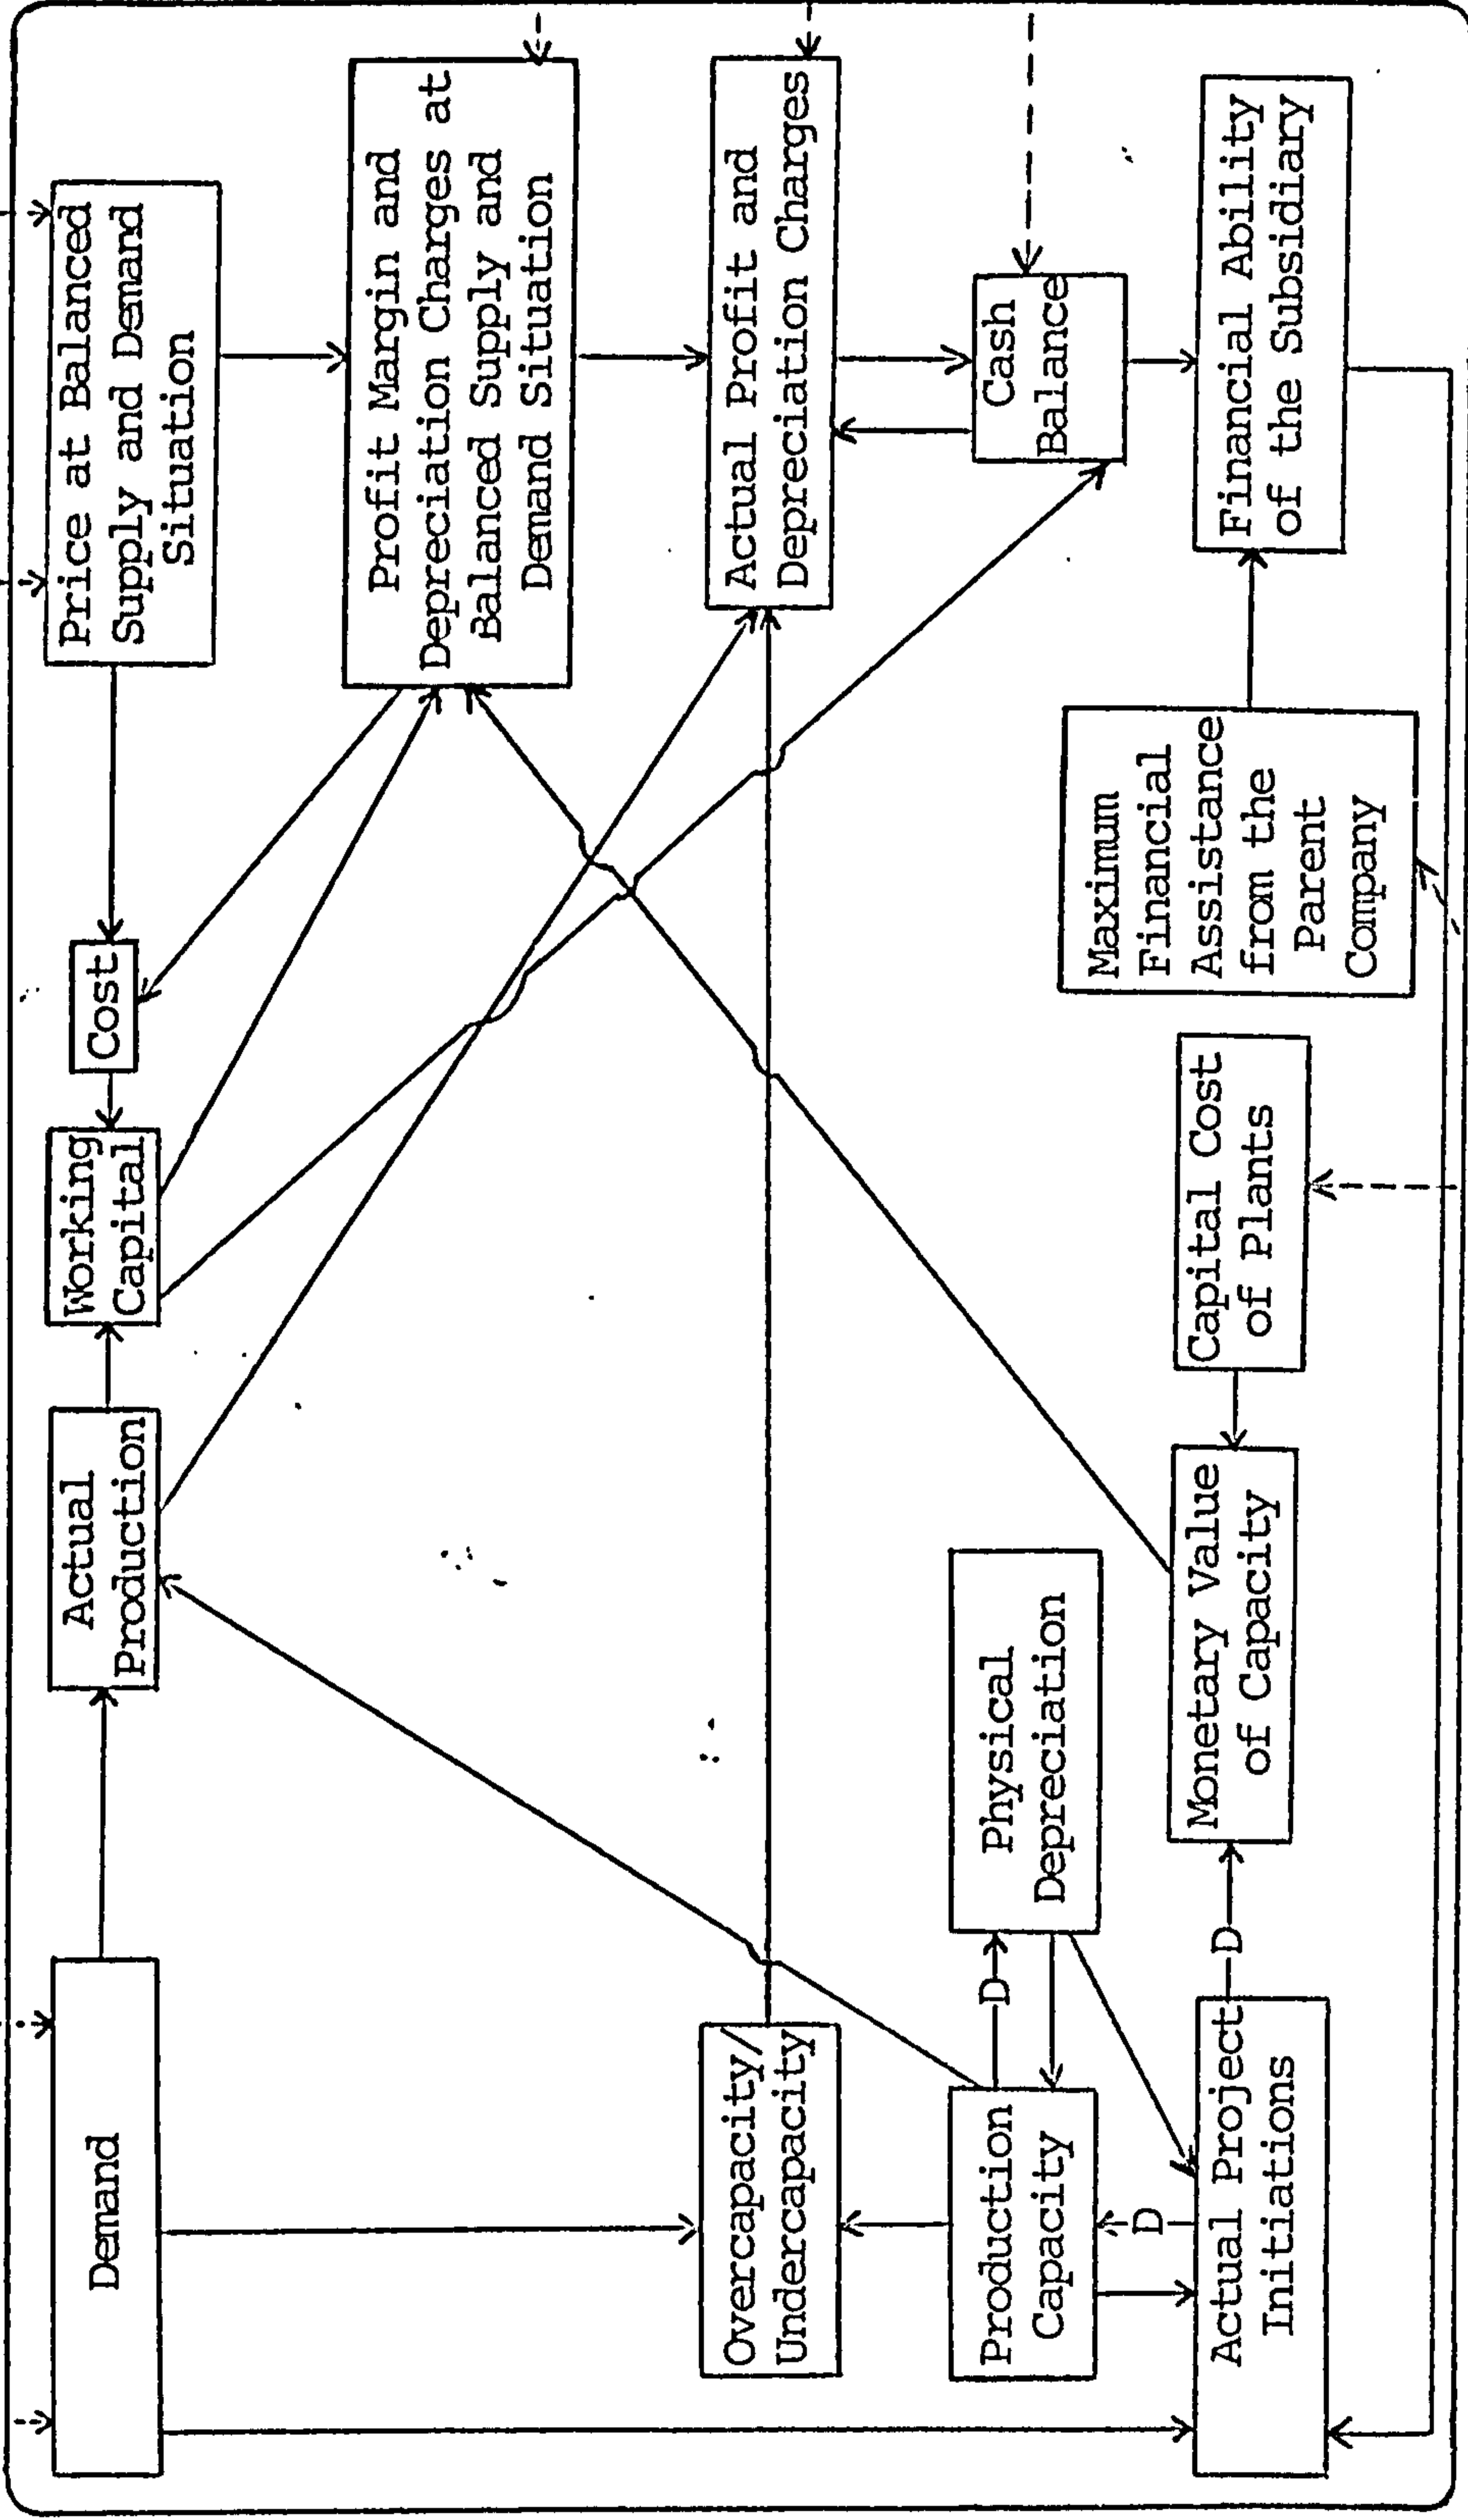 Demand
Actual
Production
Working
Capital
Cost
Price at Balanced
Supply and Demand
Situation
Profit Margin and
Depreciation Charges at
Balanced Supply and
Demand Situation
Overcapacity/
Undercapacity
Actual Profit and
Depreciation Charges
Production
Capacity
D
Physical
Depreciation
Cash
Balance
D
Actual Project
Initiations
D
Monetary Value
of Capacity
Capital Cost
of Plants
Maximum
Financial
Assistance
from the
Parent
Company
Financial Ability
of the Subsidiary